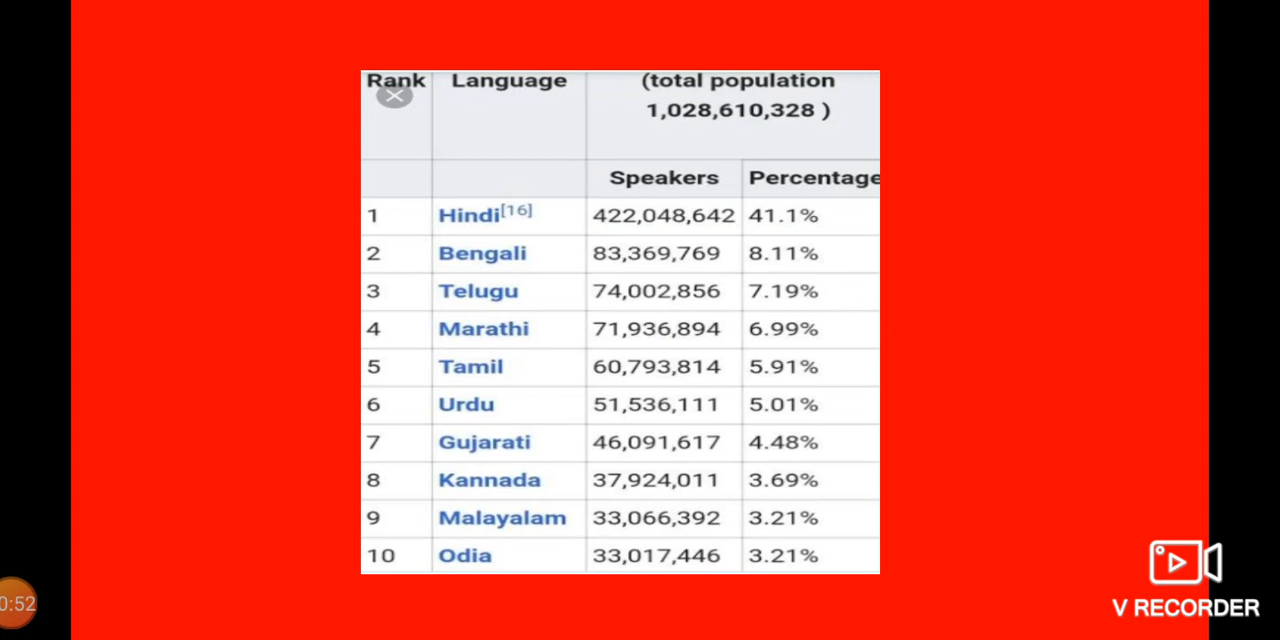 Rank Language (total population
1,028,610,328 )
Speakers Percentage
1 Hindi[16] 422,048,642 41.1%
2 Bengali 83,369,769 8.11%
3 Telugu 74,002,856 7.19%
4 Marathi 71,936,894 6.99%
5 Tamil 60,793,814 5.91%
6 Urdu 51,536,111 5.01%
7 Gujarati 46,091,617 4.48%
8 Kannada 37,924,011 3.69%
9 Malayalam 33,066,392 3.21%
10 Odia 33,017,446 3.21%
0:52
V RECORDER